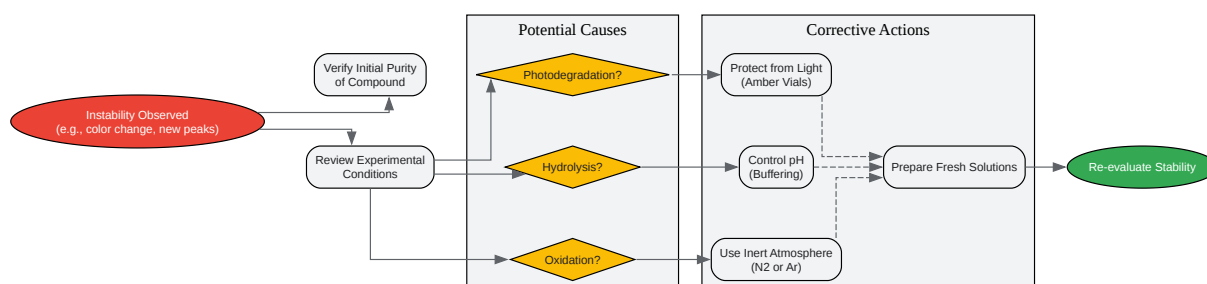 Potential Causes
Corrective Actions
Instability Observed
(e.g., color change, new peaks)
Verify Initial Purity
of Compound
Review Experimental
Conditions
Photodegradation?
Hydrolysis?
Oxidation?
Protect from Light
(Amber Vials)
Control pH
(Buffering)
Use Inert Atmosphere
(N2 or Ar)
Prepare Fresh Solutions
Re-evaluate Stability